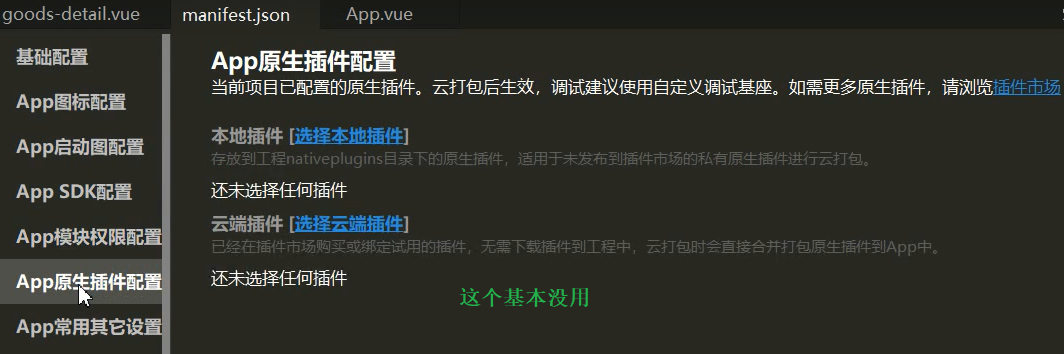 goods-detail.vue manifest.json App.vue
基础配置
App图标配置
App启动图配置
App SDK配置
App模块权限配置
App原生插件配置
App常用其它设置
App原生插件配置
当前项目已配置的原生插件。云打包后生效，调试建议使用自定义调试基座。如需更多原生插件，请浏览插件市场
本地插件 [选择本地插件]
存放到工程nativeplugins目录下的原生插件，适用于未发布到插件市场的私有原生插件进行云打包。
还未选择任何插件
云端插件 [选择云端插件]
已经在插件市场购买或绑定试用的插件，无需下载插件到工程中，云打包时会直接合并打包原生插件到App中。
还未选择任何插件
这个基本没用